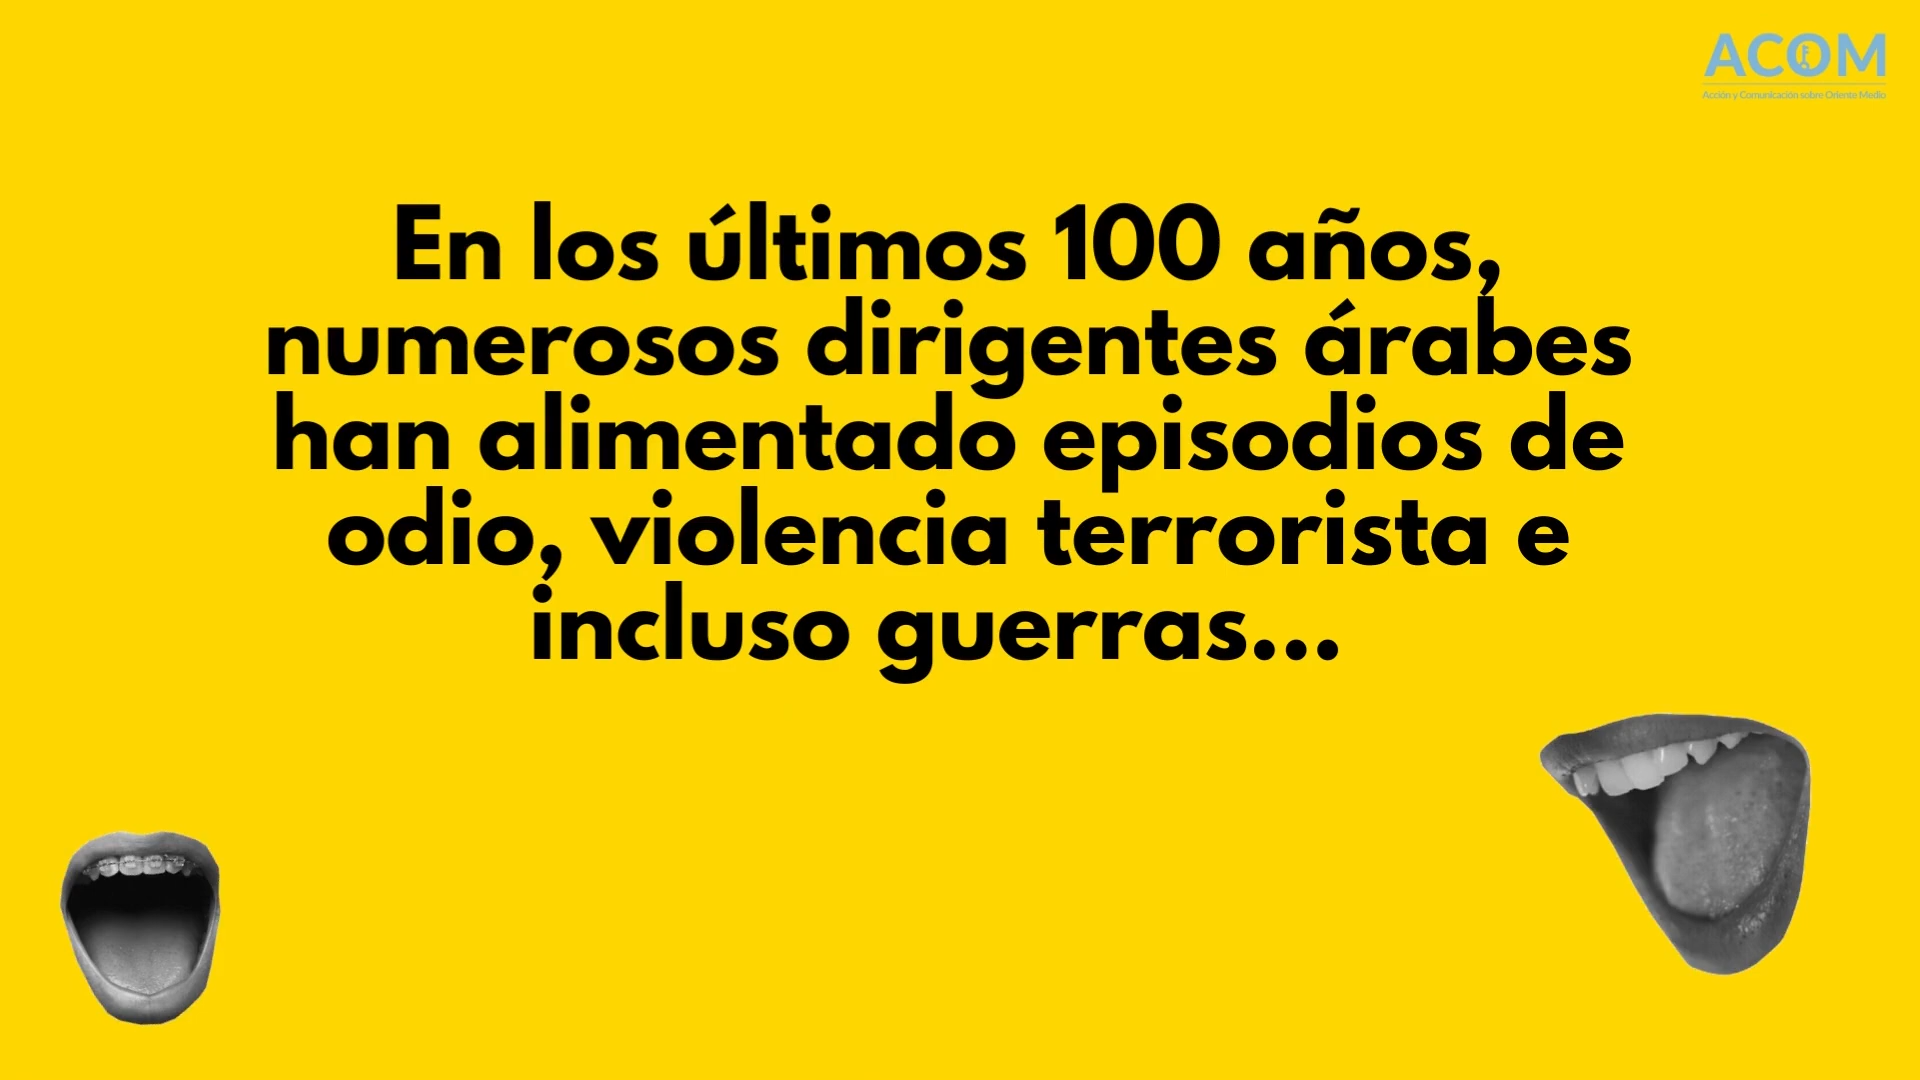 ACOM
Acción y Comunicación sobre Oriente Medio
En los últimos 100 años,
numerosos dirigentes árabes
han alimentado episodios de
odio, violencia terrorista e
incluso guerras...